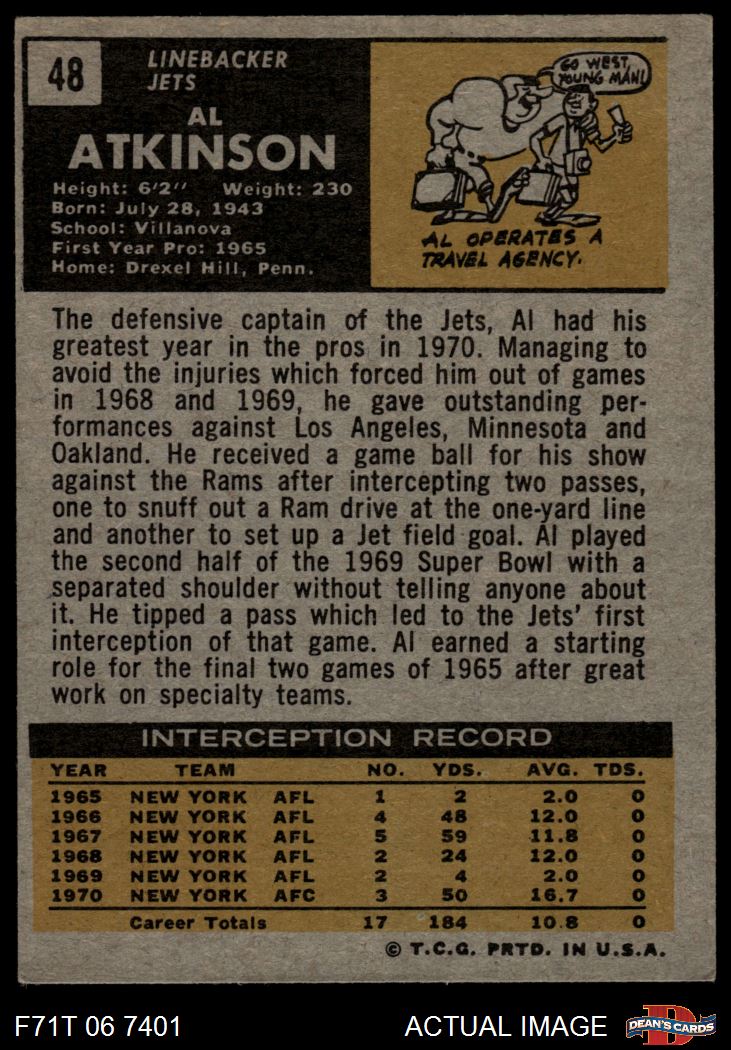 48
LINEBACKER
JETS
AL
ATKINSON
Height: 6'2" Weight: 230
Born: July 28, 1943
School: Villanova
First Year Pro: 1965
Home: Drexel Hill, Penn.
GO WEST,
YOUNG MAN!
AL OPERATES A
TRAVEL AGENCY.
The defensive captain of the Jets, Al had his
greatest year in the pros in 1970. Managing to
avoid the injuries which forced him out of games
in 1968 and 1969, he gave outstanding per-
formances against Los Angeles, Minnesota and
Oakland. He received a game ball for his show
against the Rams after intercepting two passes,
one to snuff out a Ram drive at the one-yard line
and another to set up a Jet field goal. Al played
the second half of the 1969 Super Bowl with a
separated shoulder without telling anyone about
it. He tipped a pass which led to the Jets' first
interception of that game. Al earned a starting
role for the final two games of 1965 after great
work on specialty teams.
INTERCEPTION RECORD
YEAR TEAM NO. YDS. AVG. TDS.
1965 NEW YORK AFL 1 2 2.0 0
1966 NEW YORK AFL 4 48 12.0 0
1967 NEW YORK AFL 5 59 11.8 0
1968 NEW YORK AFL 2 24 12.0 0
1969 NEW YORK AFL 2 4 2.0 0
1970 NEW YORK AFC 3 50 16.7 0
Career Totals 17 184 10.8 0
© T.C.G. PRTD. IN U.S.A.
F71T 06 7401 ACTUAL IMAGE
D
DEAN'S CARDS